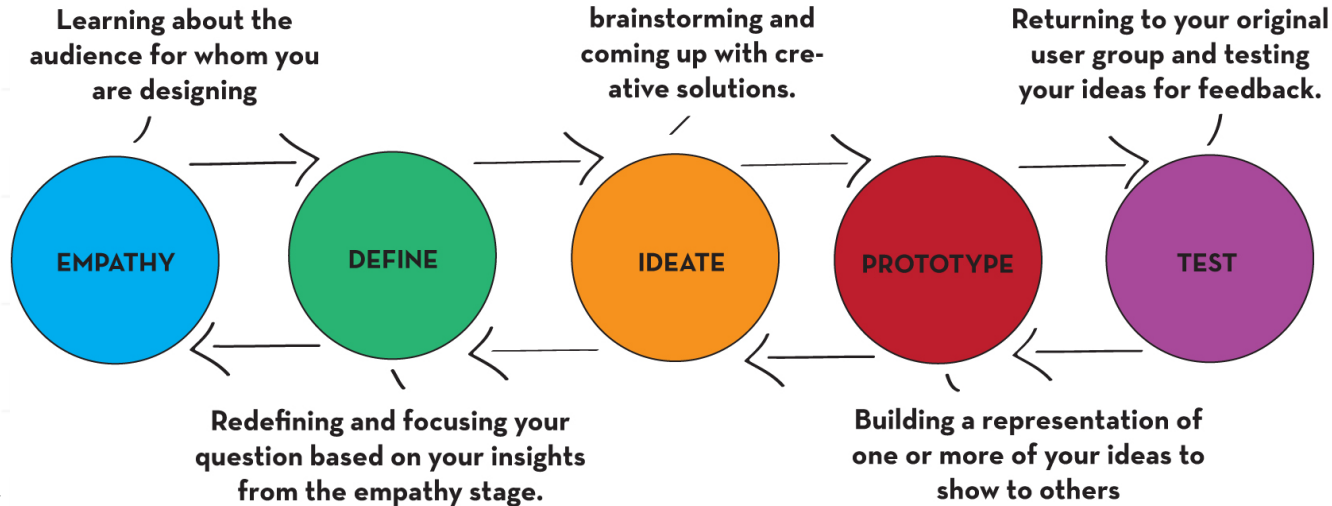 Learning about the
audience for whom you
are designing
brainstorming and
coming up with cre-
ative solutions.
Returning to your original
user group and testing
your ideas for feedback.
EMPATHY
DEFINE
IDEATE
PROTOTYPE
TEST
Redefining and focusing your
question based on your insights
from the empathy stage.
Building a representation of
one or more of your ideas to
show to others